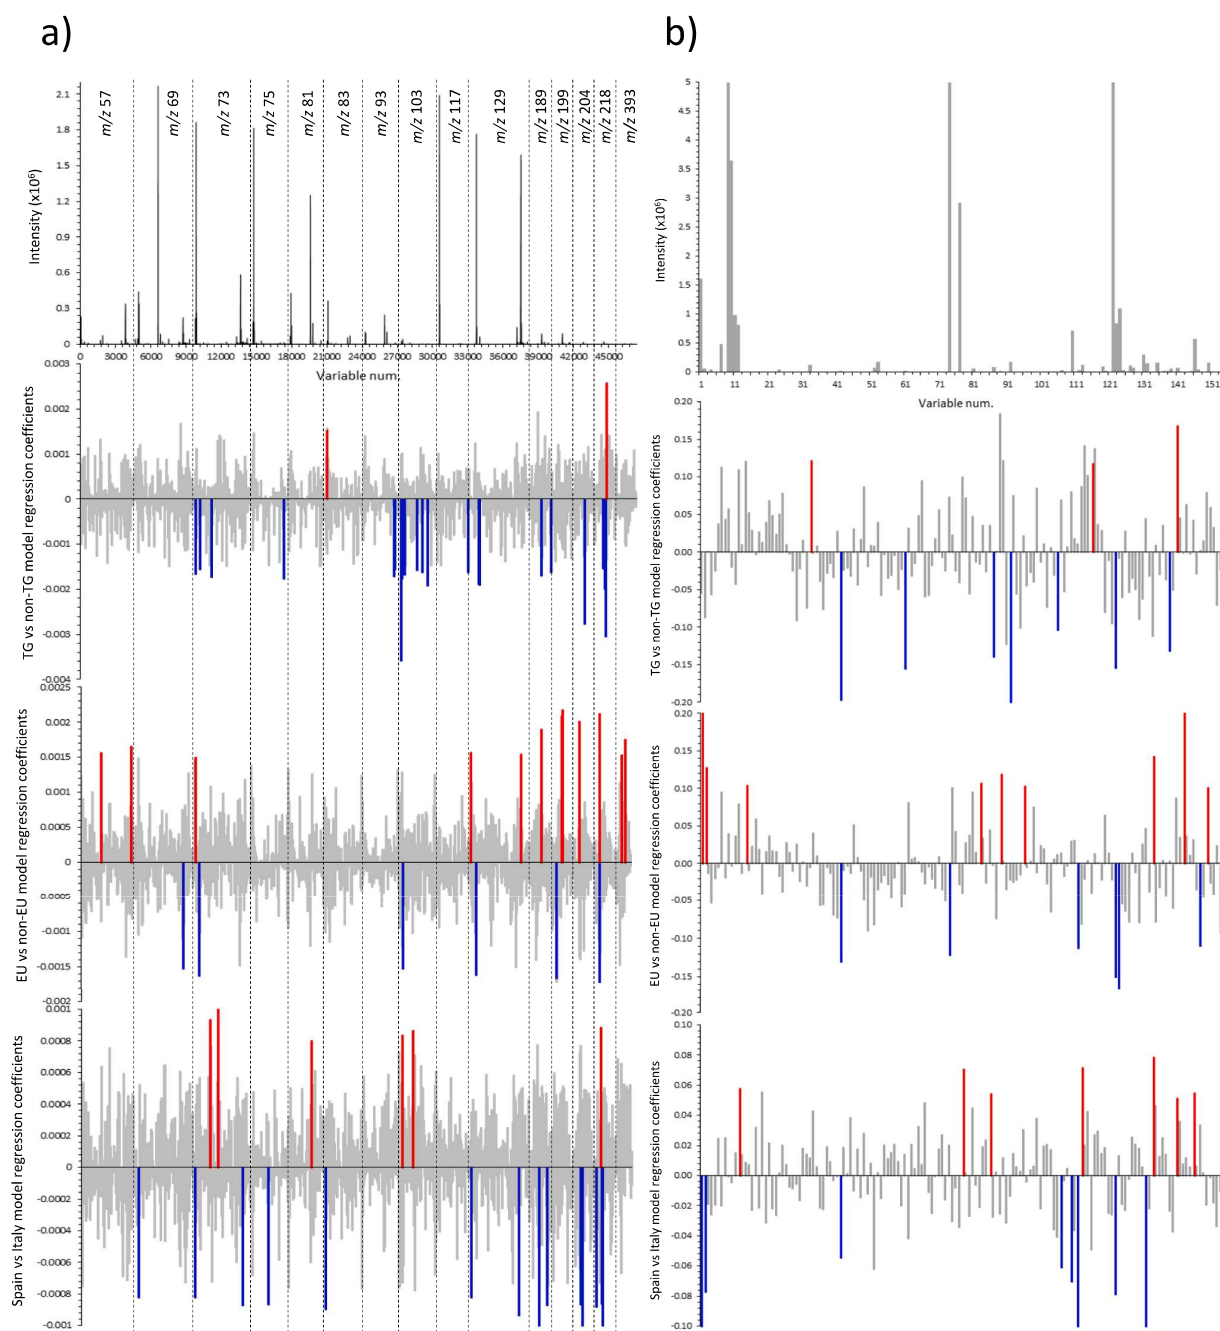 a)
b)
m/z 57
m/z 69
m/z 73
m/z 75
m/z 81
m/z 83
m/z 93
m/z 103
m/z 117
m/z 129
m/z 189
m/z 199
m/z 204
m/z 218
m/z 393
Intensity (x10⁶)
2.1
1.8
1.5
1.2
0.9
0.6
0.3
0
0 3000 6000 9000 12000 15000 18000 21000 24000 27000 30000 33000 36000 39000 42000 45000
Variable num.
TG vs non-TG model regression coefficients
0.003
0.002
0.001
0
-0.001
-0.002
-0.003
-0.004
EU vs non-EU model regression coefficients
0.0025
0.002
0.0015
0.001
0.0005
0
0.0005
-0.001
-0.0015
-0.002
Spain vs Italy model regression coefficients
0.001
0.0008
0.0006
0.0004
0.0002
0
-0.0002
-0.0004
-0.0006
-0.0008
-0.001
Intensity (x10⁶)
5
4.5
4
3.5
3
2.5
2
1.5
1
0.5
0
1 11 21 31 41 51 61 71 81 91 101 111 121 131 141 151
Variable num.
TG vs non-TG model regression coefficients
0.20
0.15
0.10
0.05
0.00
-0.05
-0.10
-0.15
-0.20
EU vs non-EU model regression coefficients
0.20
0.15
0.10
0.05
0.00
-0.05
-0.10
-0.15
-0.20
Spain vs Italy model regression coefficients
0.10
0.08
0.06
0.04
0.02
0.00
-0.02
-0.04
-0.06
-0.08
-0.10